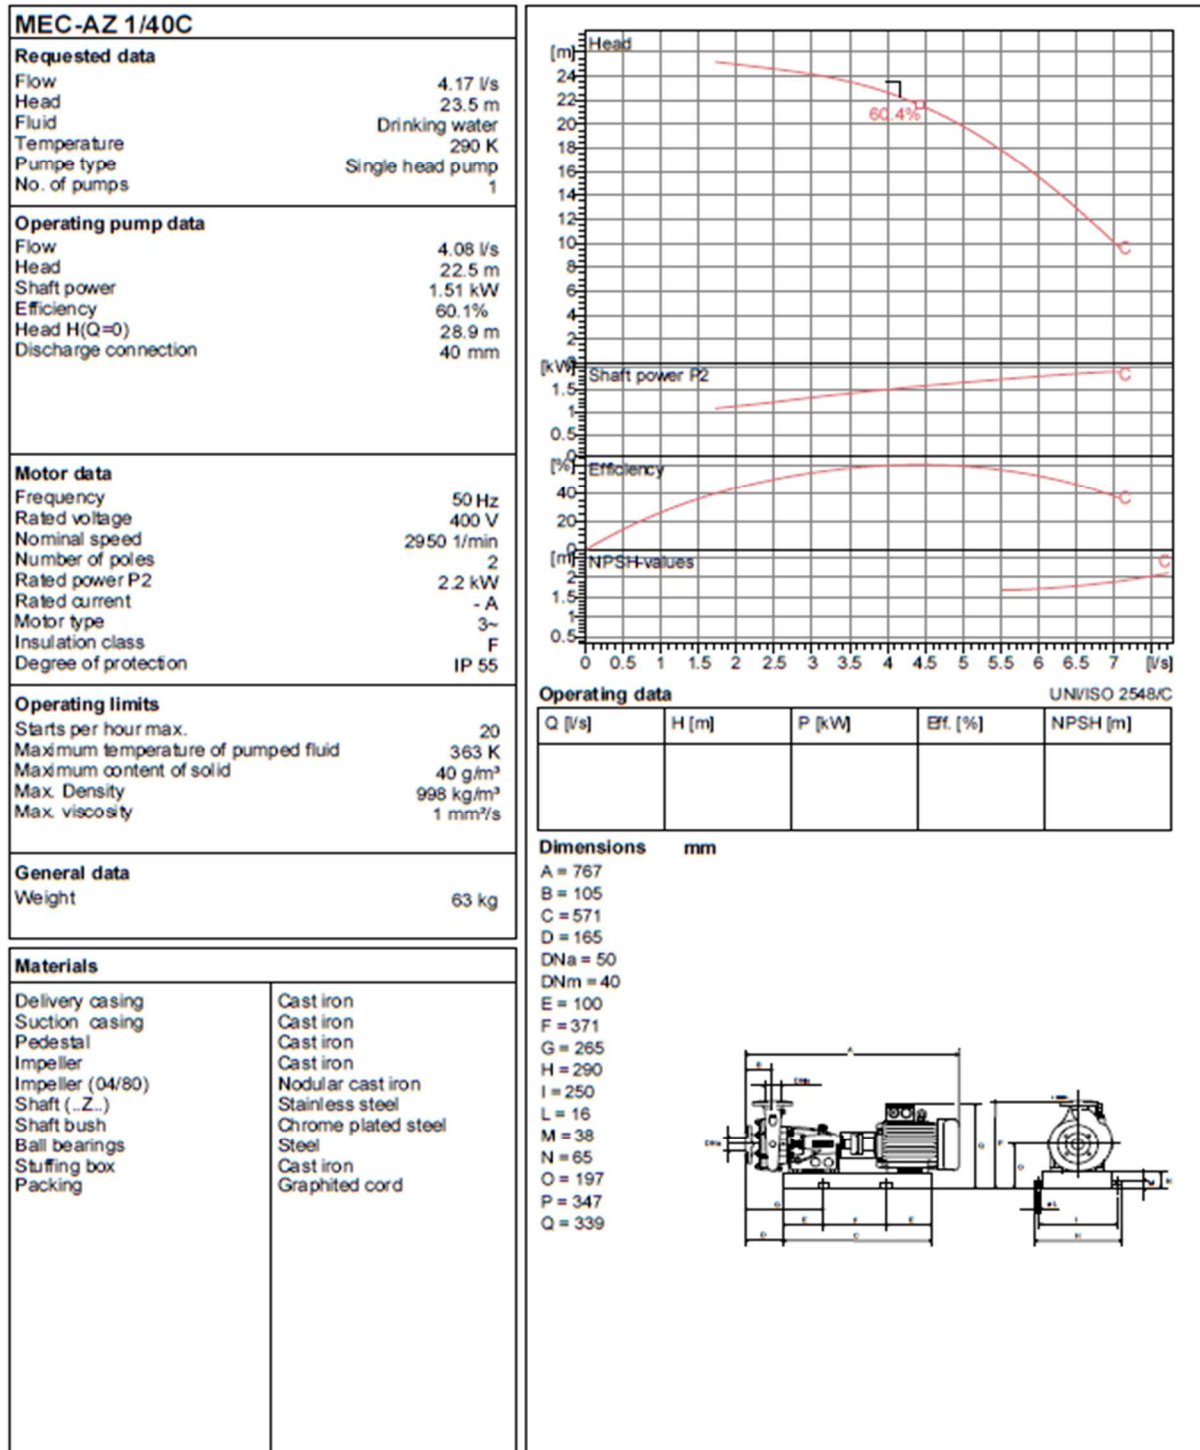 MEC-AZ 1/40C
Requested data
Flow 4.17 l/s
Head 23.5 m
Fluid Drinking water
Temperature 290 K
Pumpe type Single head pump
No. of pumps 1
Operating pump data
Flow 4.08 l/s
Head 22.5 m
Shaft power 1.51 kW
Efficiency 60.1%
Head H(Q=0) 28.9 m
Discharge connection 40 mm
Motor data
Frequency 50 Hz
Rated voltage 400 V
Nominal speed 2950 1/min
Number of poles 2
Rated power P2 2.2 kW
Rated current - A
Motor type 3~
Insulation class F
Degree of protection IP 55
Operating limits
Starts per hour max. 20
Maximum temperature of pumped fluid 363 K
Maximum content of solid 40 g/m³
Max. Density 998 kg/m³
Max. viscosity 1 mm²/s
General data
Weight 63 kg
Materials
Delivery casing Cast iron
Suction casing Cast iron
Pedestal Cast iron
Impeller Cast iron
Impeller (04/80) Nodular cast iron
Shaft (..Z..) Stainless steel
Shaft bush Chrome plated steel
Ball bearings Steel
Stuffing box Cast iron
Packing Graphited cord
[m] Head
24
22
60.4%
20
18
16
14
12
10 C
8
6
4
2
[kW] Shaft power P2 C
1.5
1
0.5
0
[%] Efficiency
40 C
20
0
[m] NPSH-values C
2
1.5
1
0.5
0 0.5 1 1.5 2 2.5 3 3.5 4 4.5 5 5.5 6 6.5 7 [l/s]
Operating data UNI/ISO 2548/C
Q [l/s] H [m] P [kW] Eff. [%] NPSH [m]
Dimensions mm
A = 767
B = 105
C = 571
D = 165
DNa = 50
DNm = 40
E = 100
F = 371
G = 265
H = 290
I = 250
L = 16
M = 38
N = 65
O = 197
P = 347
Q = 339